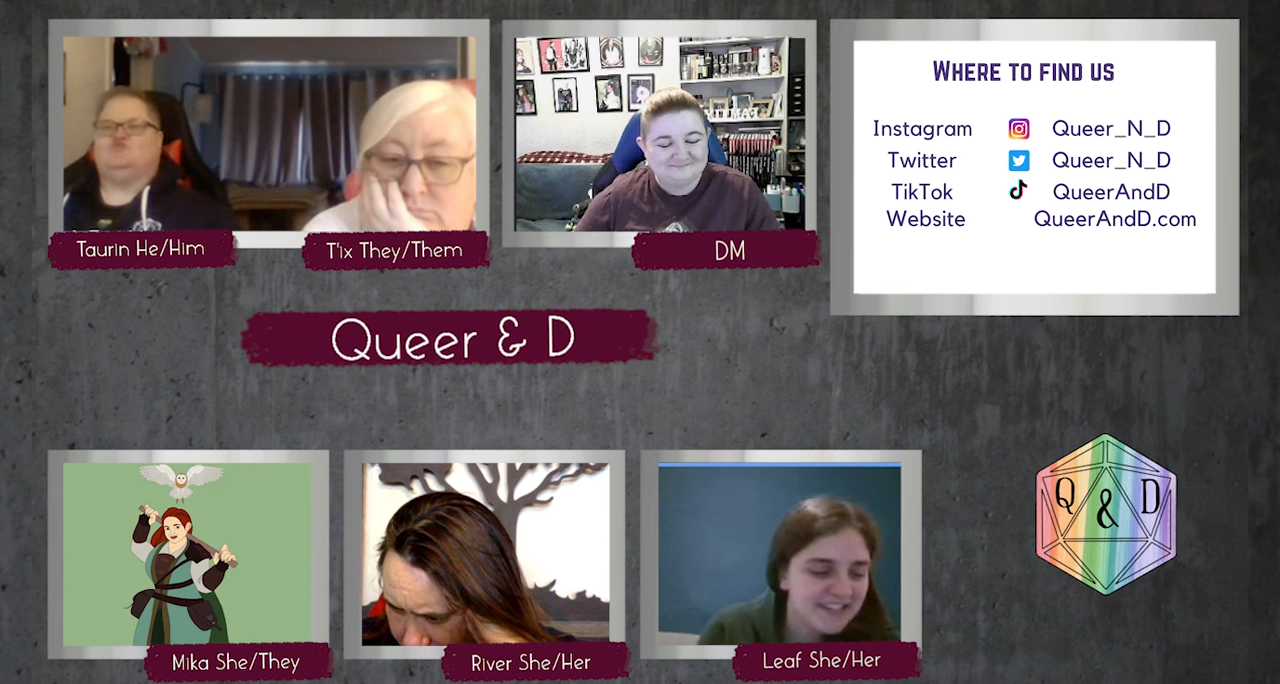 WHERE TO FIND US
Instagram Queer_N_D
Twitter Queer_N_D
TikTok QueerAndD
Website QueerAndD.com
Taurin He/Him
T'ix They/Them
DM
Queer & D
Q & D
Mika She/They
River She/Her
Leaf She/Her